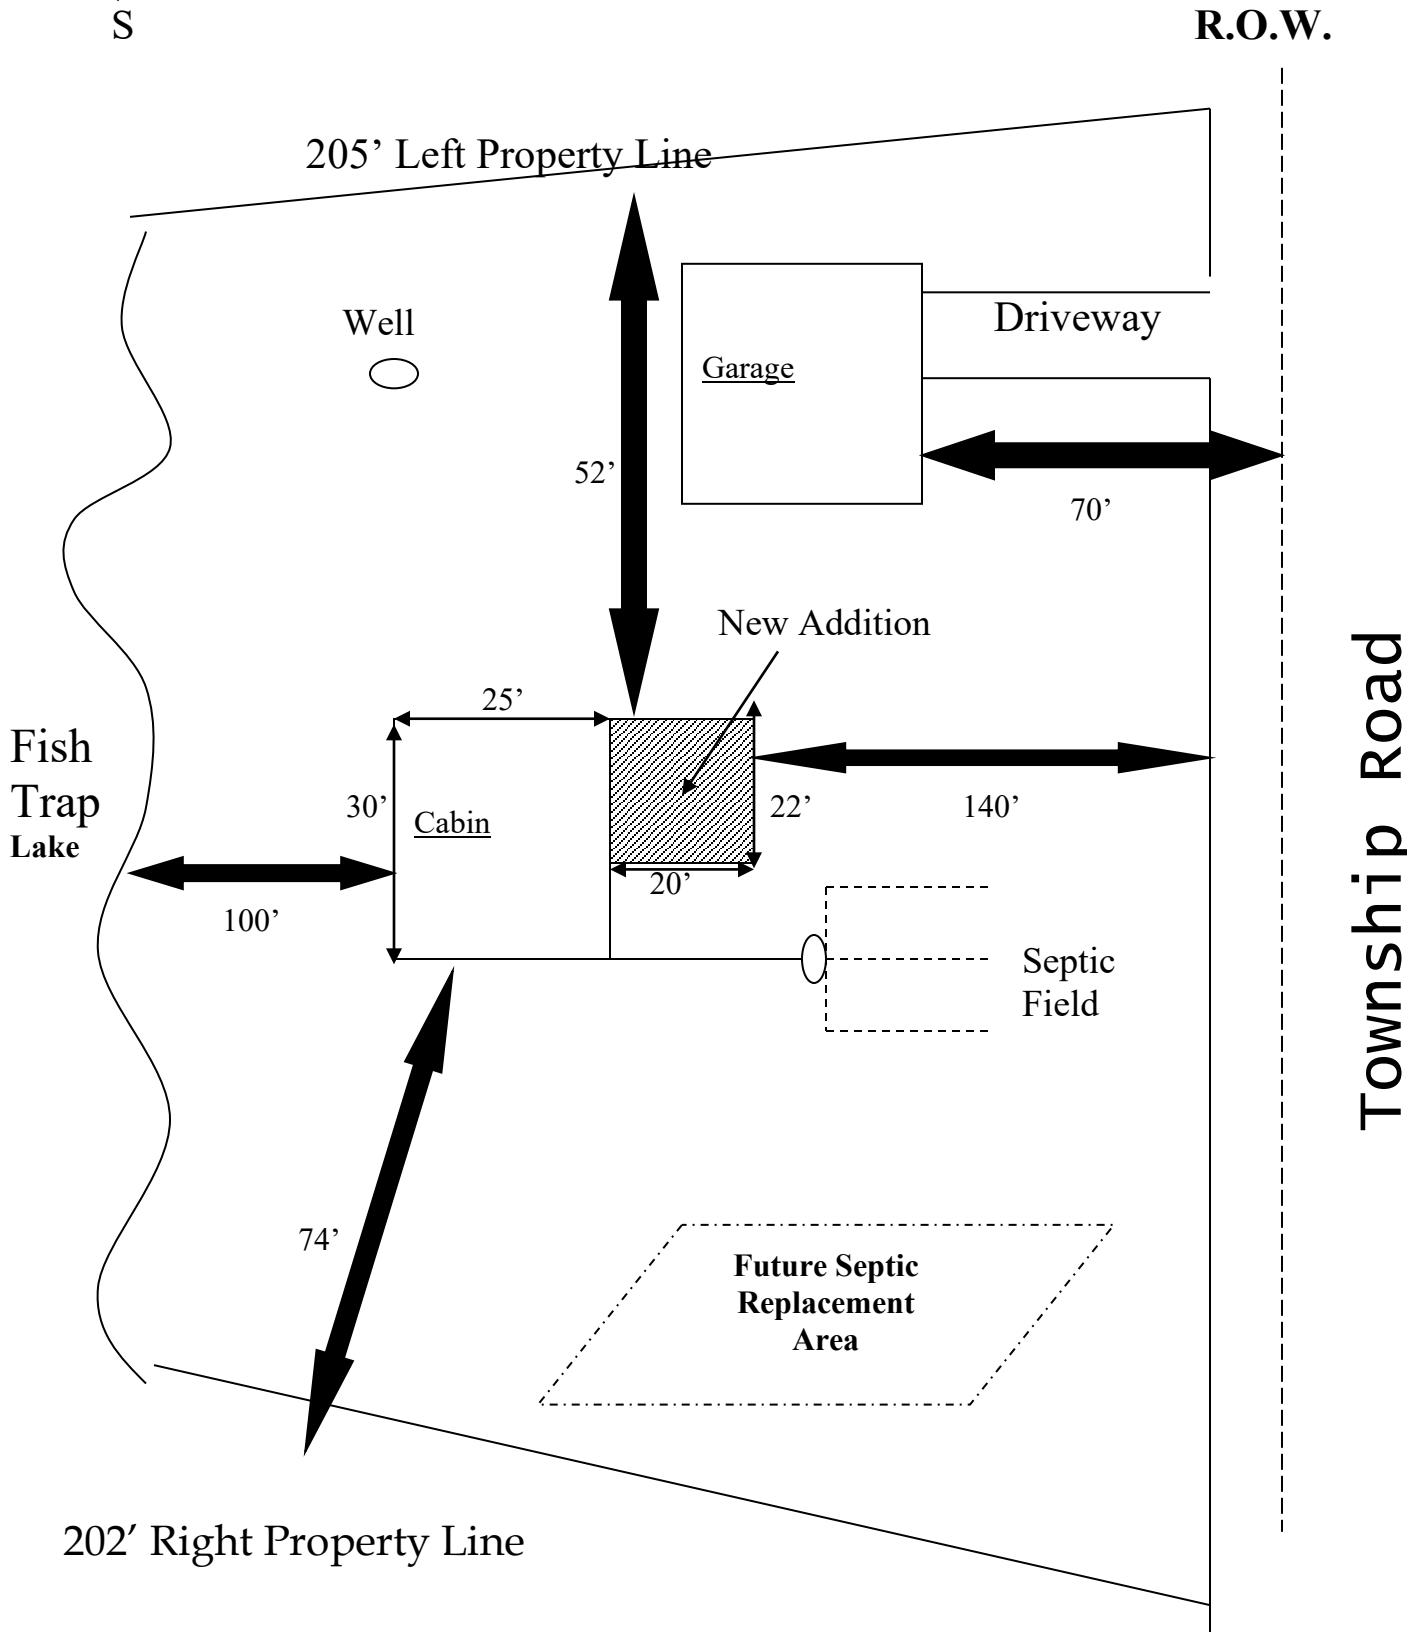 S
R.O.W.
205’ Left Property Line
Well
Driveway
Garage
52’
70’
New Addition
25’
Fish
Trap
Lake
30’
Cabin
22’
140’
20’
100’
Septic
Field
Township Road
74’
Future Septic
Replacement
Area
202’ Right Property Line